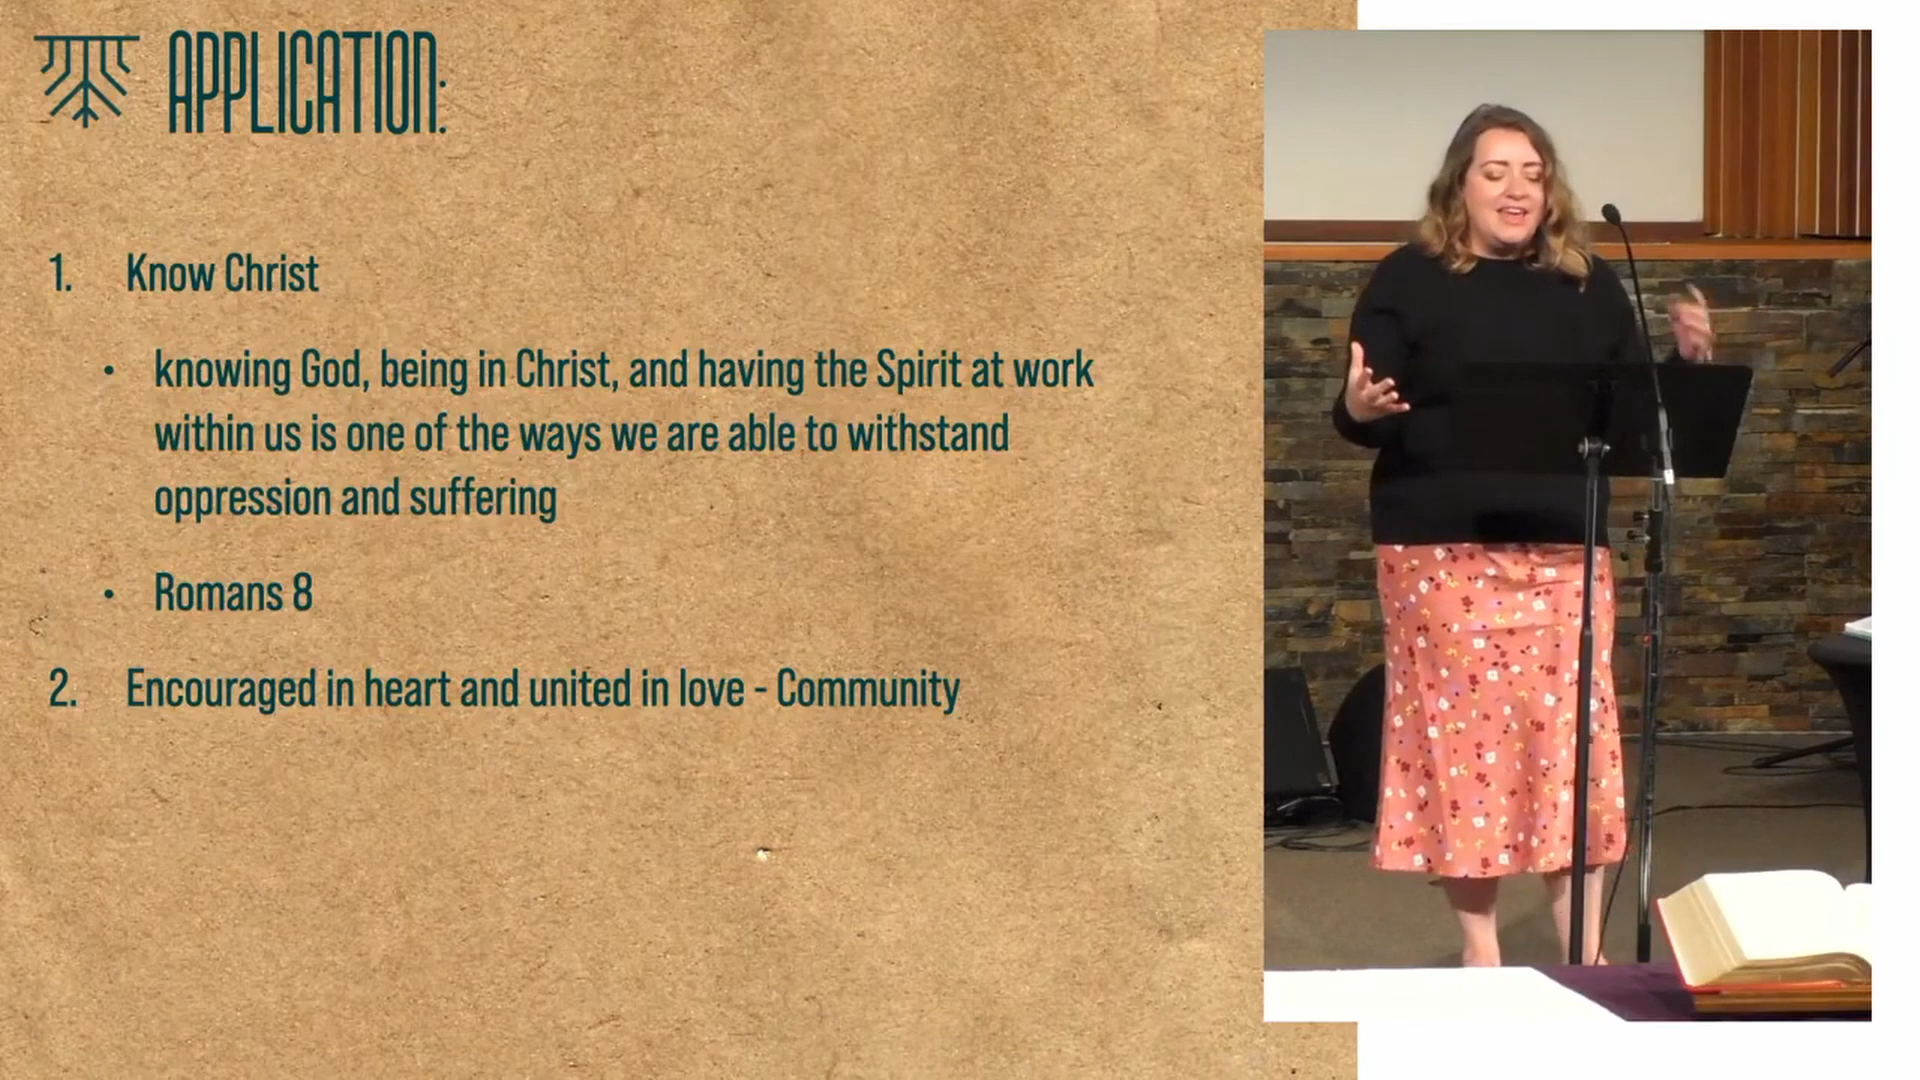 APPLICATION:
1. Know Christ
• knowing God, being in Christ, and having the Spirit at work
within us is one of the ways we are able to withstand
oppression and suffering
• Romans 8
2. Encouraged in heart and united in love - Community